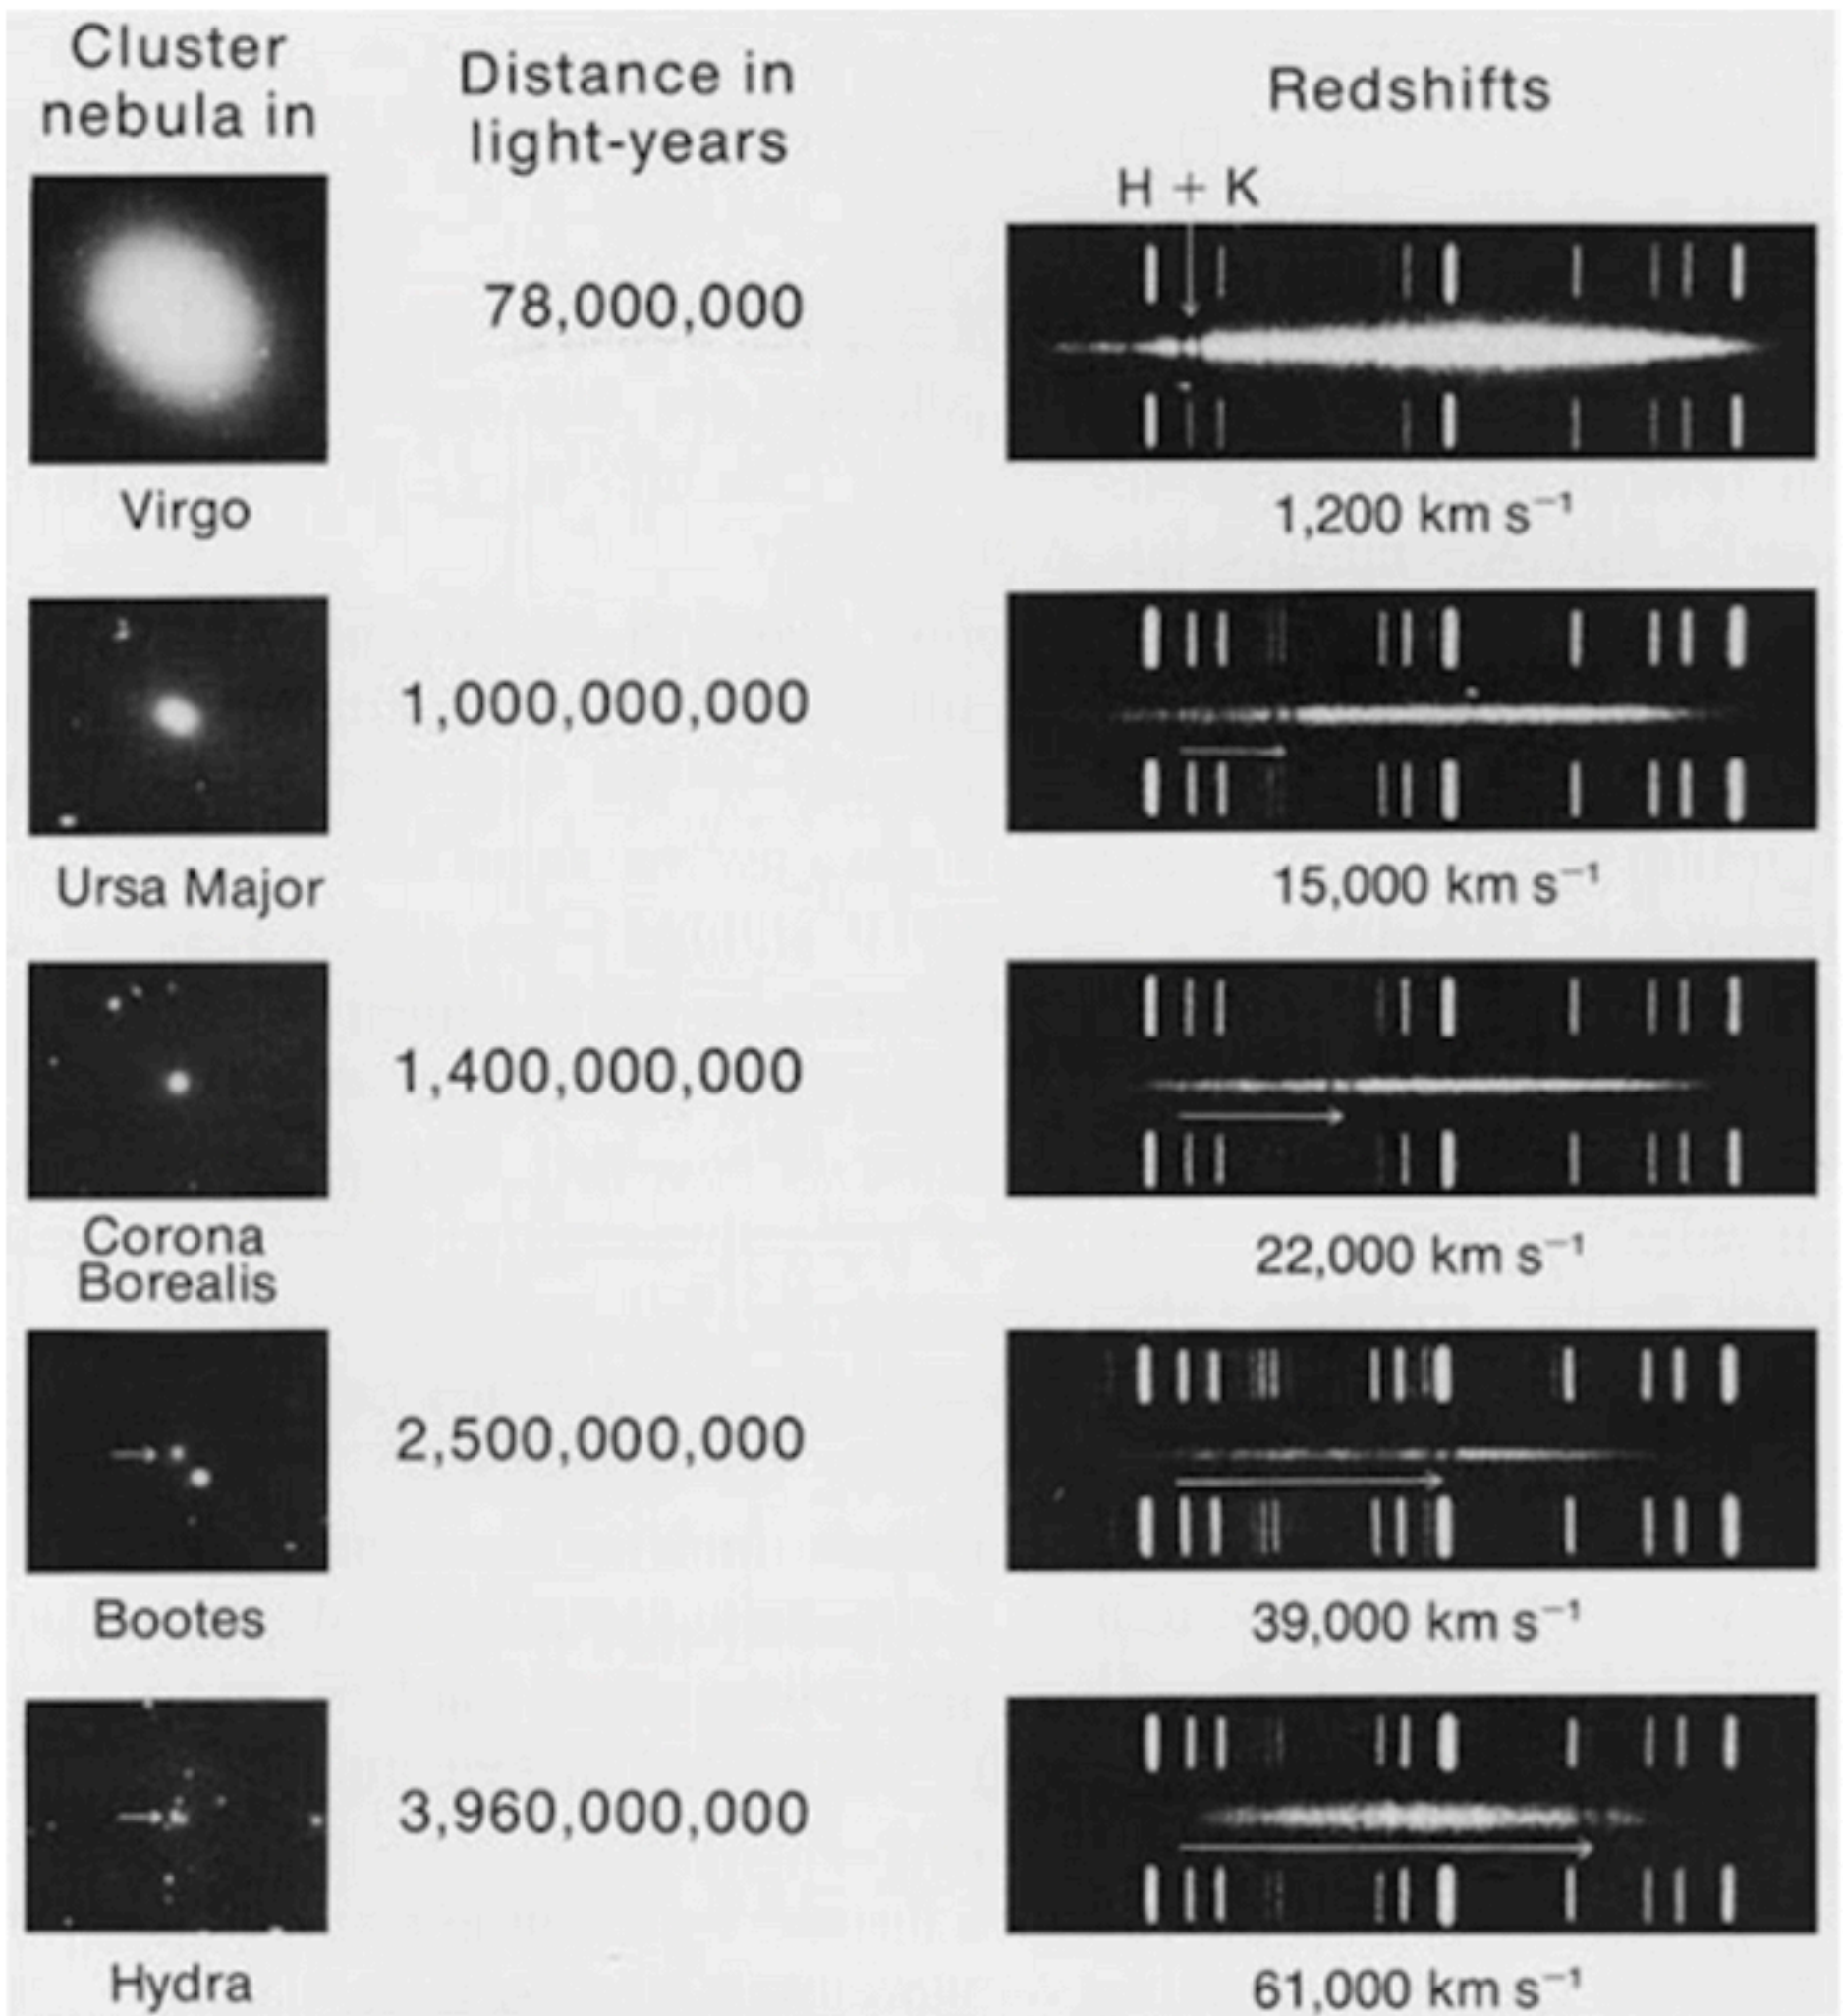 Cluster
nebula in
Distance in
light-years
Redshifts
H + K
78,000,000
Virgo
1,200 km s⁻¹
1,000,000,000
Ursa Major
15,000 km s⁻¹
1,400,000,000
Corona
Borealis
22,000 km s⁻¹
2,500,000,000
Bootes
39,000 km s⁻¹
3,960,000,000
Hydra
61,000 km s⁻¹